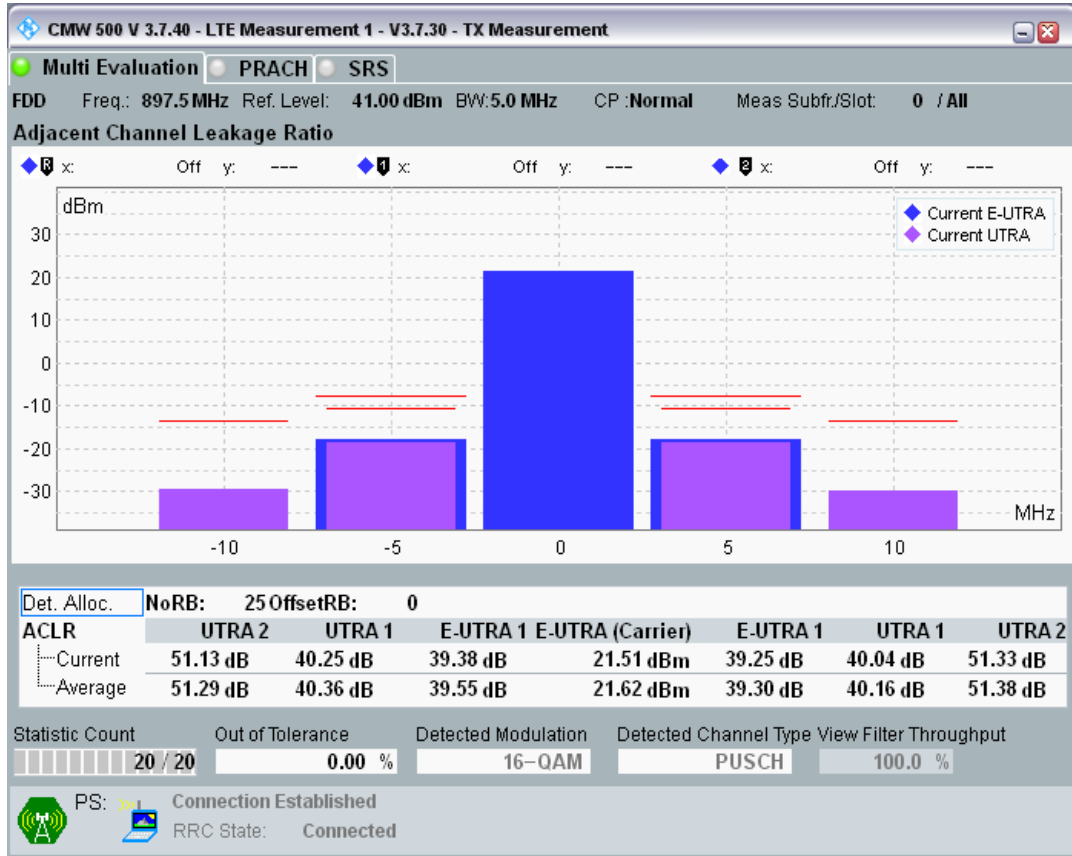 CMW 500 V 3.7.40 - LTE Measurement 1 - V3.7.30 - TX Measurement
Multi Evaluation PRACH SRS
FDD Freq.: 897.5 MHz Ref. Level: 41.00 dBm BW:5.0 MHz CP :Normal Meas Subfr./Slot: 0 / All
Adjacent Channel Leakage Ratio
R x: Off y: --- 1 x: Off y: --- 2 x: Off y: ---
dBm
Current E-UTRA
Current UTRA
30
20
10
0
-10
-20
-30
MHz
-10 -5 0 5 10
Det. Alloc. NoRB: 25 OffsetRB: 0
ACLR UTRA 2 UTRA 1 E-UTRA 1 E-UTRA (Carrier) E-UTRA 1 UTRA 1 UTRA 2
Current 51.13 dB 40.25 dB 39.38 dB 21.51 dBm 39.25 dB 40.04 dB 51.33 dB
Average 51.29 dB 40.36 dB 39.55 dB 21.62 dBm 39.30 dB 40.16 dB 51.38 dB
Statistic Count Out of Tolerance Detected Modulation Detected Channel Type View Filter Throughput
20 / 20 0.00 % 16-QAM PUSCH 100.0 %
PS: Connection Established
RRC State: Connected